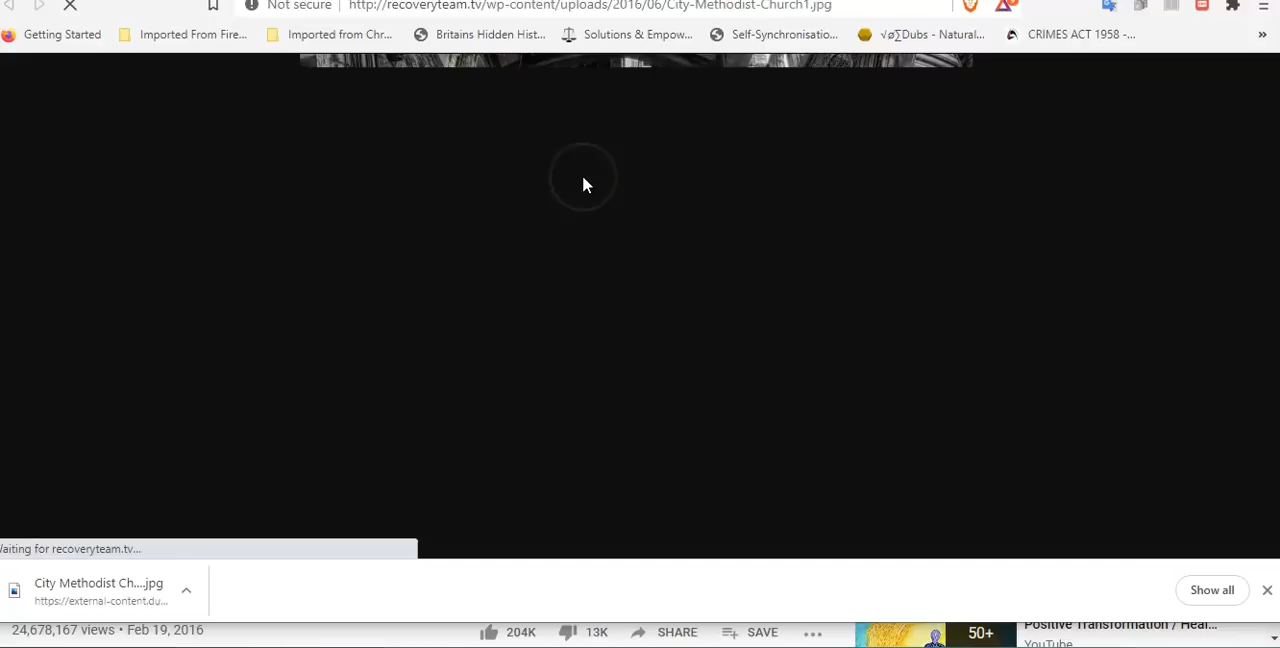 Not secure | http://recoveryteam.tv/wp-content/uploads/2016/06/City-Methodist-Church1.jpg
Getting Started Imported From Fire... Imported from Chr... Britains Hidden Hist... Solutions & Empow... Self-Synchronisatio... √ø∑Dubs - Natural... CRIMES ACT 1958 -... »
Waiting for recoveryteam.tv...
City Methodist Ch....jpg
https://external-content.du...
Show all
24,678,167 views • Feb 19, 2016 204K 13K SHARE SAVE ... 50+ Positive Transformation / Heal...
YouTube